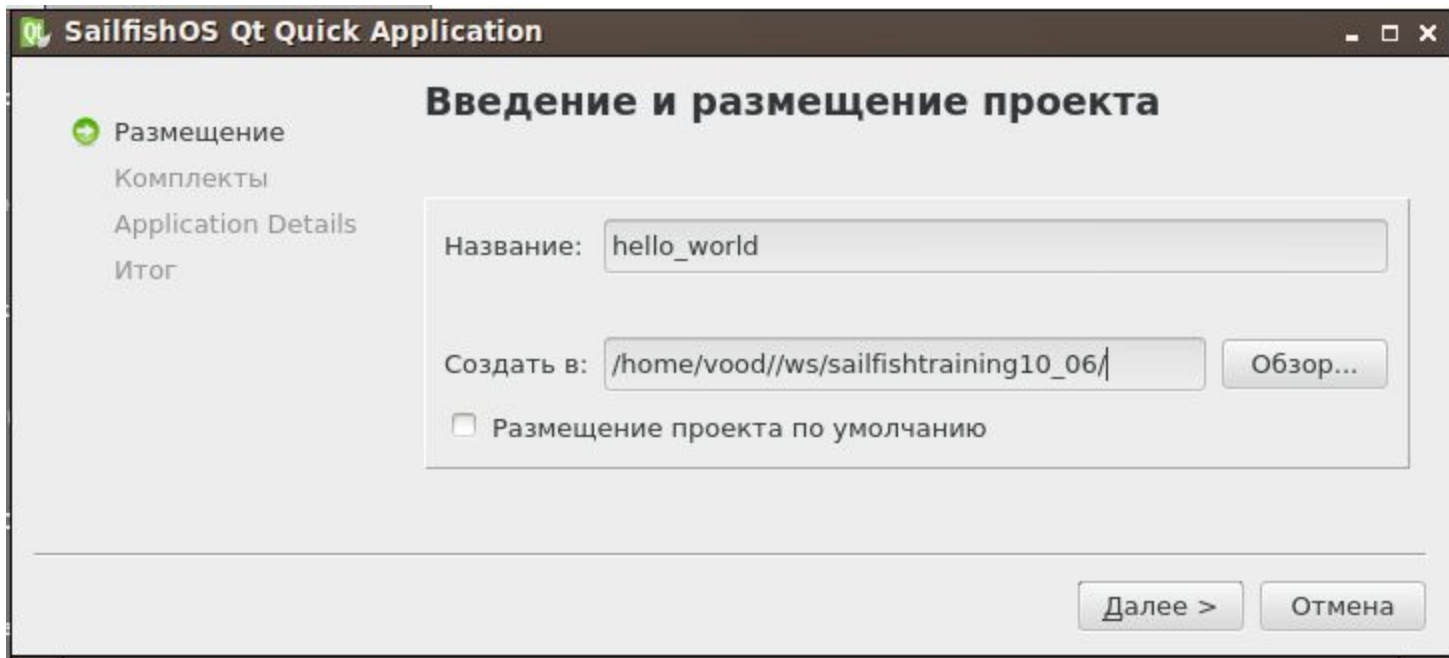 SailfishOS Qt Quick Application
Введение и размещение проекта
Размещение
Комплекты
Application Details
Итог
Название: hello_world
Создать в: /home/vood//ws/sailfishtraining10_06/ Обзор...
Размещение проекта по умолчанию
Далее > Отмена